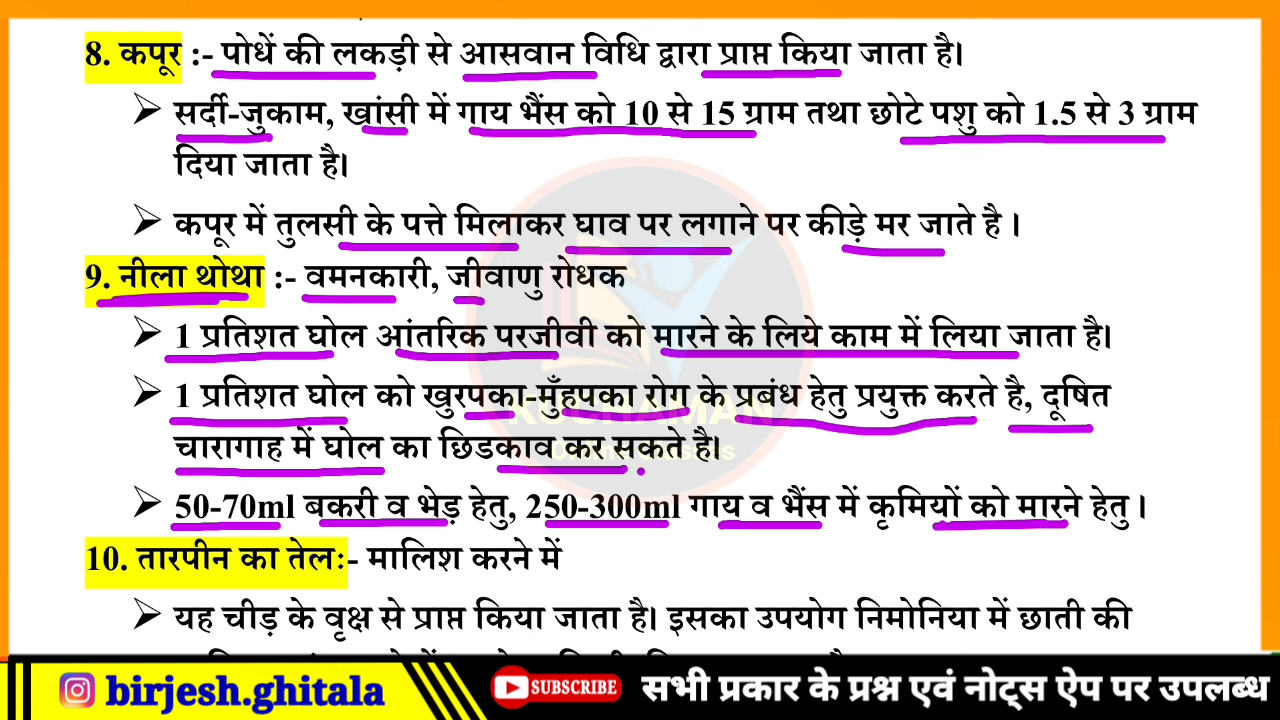 8. कपूर :- पोधें की लकड़ी से आसवान विधि द्वारा प्राप्त किया जाता है।
➢ सर्दी-जुकाम, खांसी में गाय भैंस को 10 से 15 ग्राम तथा छोटे पशु को 1.5 से 3 ग्राम
दिया जाता है।
➢ कपूर में तुलसी के पत्ते मिलाकर घाव पर लगाने पर कीड़े मर जाते है ।
9. नीला थोथा :- वमनकारी, जीवाणु रोधक
➢ 1 प्रतिशत घोल आंतरिक परजीवी को मारने के लिये काम में लिया जाता है।
➢ 1 प्रतिशत घोल को खुरपका-मुँहपका रोग के प्रबंध हेतु प्रयुक्त करते है, दूषित
चारागाह में घोल का छिडकाव कर सकते है।
➢ 50-70ml बकरी व भेड़ हेतु, 250-300ml गाय व भैंस में कृमियों को मारने हेतु ।
10. तारपीन का तेलः- मालिश करने में
➢ यह चीड़ के वृक्ष से प्राप्त किया जाता है। इसका उपयोग निमोनिया में छाती की
KUCHAMAN
birjesh.ghitala
SUBSCRIBE
सभी प्रकार के प्रश्न एवं नोट्स ऐप पर उपलब्ध